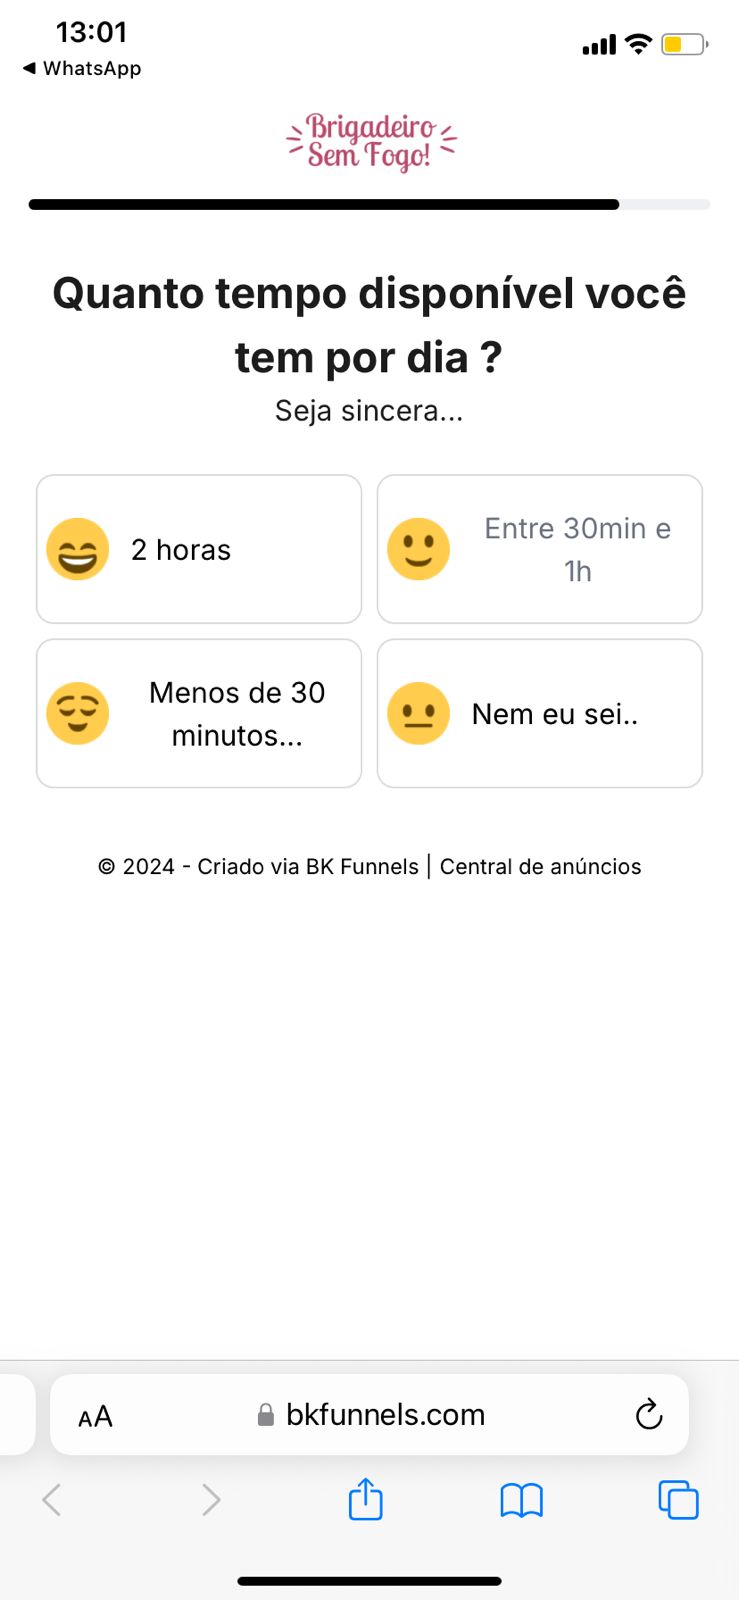 13:01
◀ WhatsApp
Brigadeiro
Sem Fogo!
Quanto tempo disponível você
tem por dia ?
Seja sincera...
2 horas
Entre 30min e
1h
Menos de 30
minutos...
Nem eu sei..
© 2024 - Criado via BK Funnels | Central de anúncios
AA
bkfunnels.com